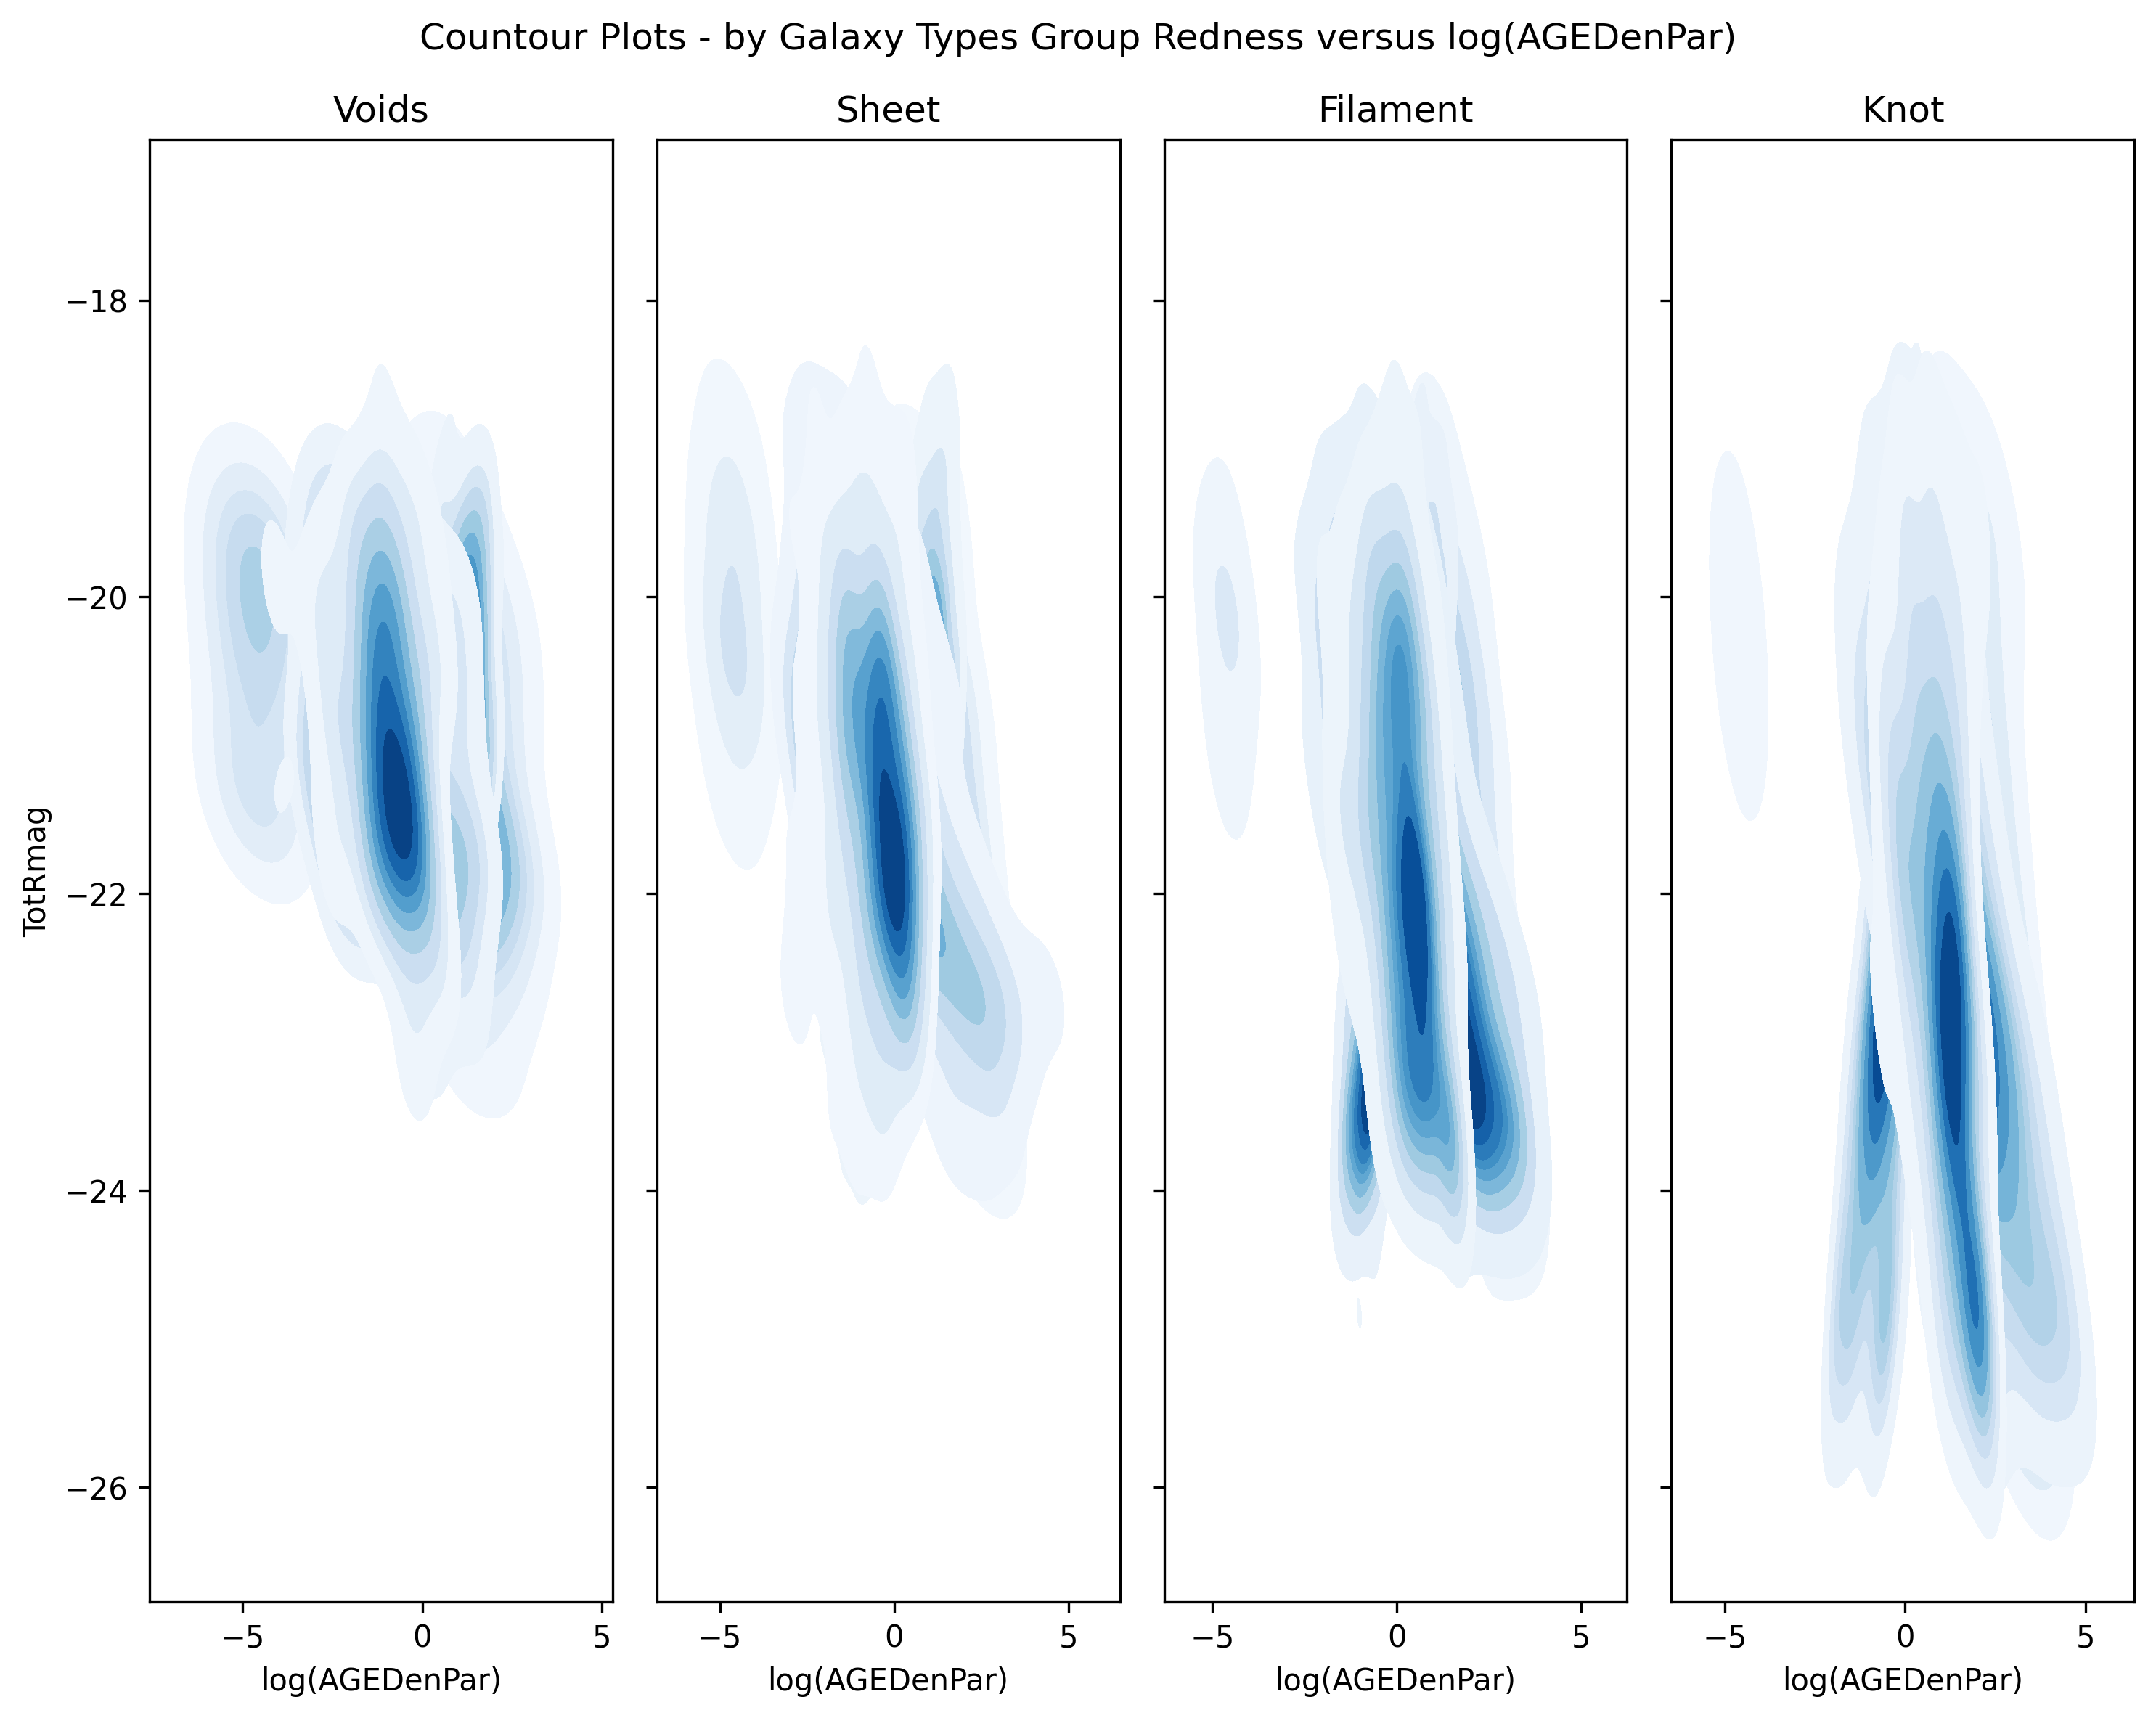 Countour Plots - by Galaxy Types Group Redness versus log(AGEDenPar)
Voids
Sheet
Filament
Knot
TotRmag
−18
−20
−22
−24
−26
−5 0 5
−5 0 5
−5 0 5
−5 0 5
log(AGEDenPar)
log(AGEDenPar)
log(AGEDenPar)
log(AGEDenPar)